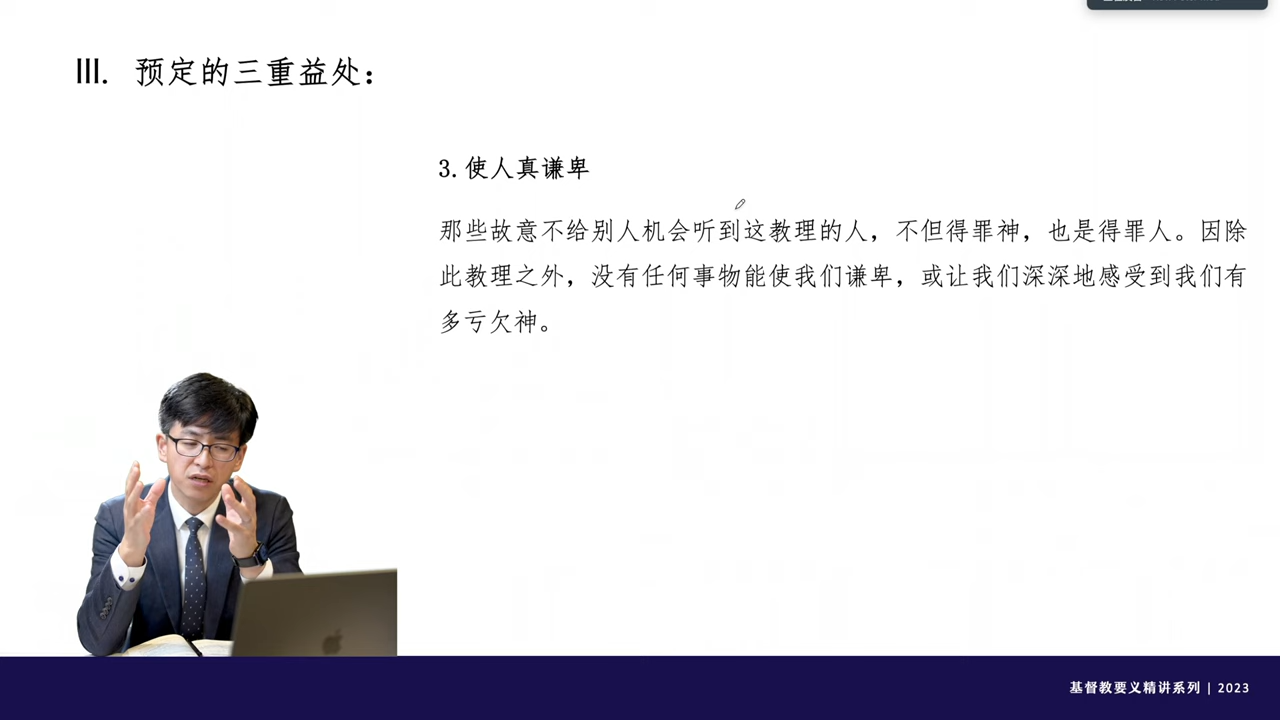 III. 预定的三重益处：
3. 使人真谦卑
那些故意不给别人机会听到这教理的人，不但得罪神，也是得罪人。因除
此教理之外，没有任何事物能使我们谦卑，或让我们深深地感受到我们有
多亏欠神。
基督教要义精讲系列 | 2023